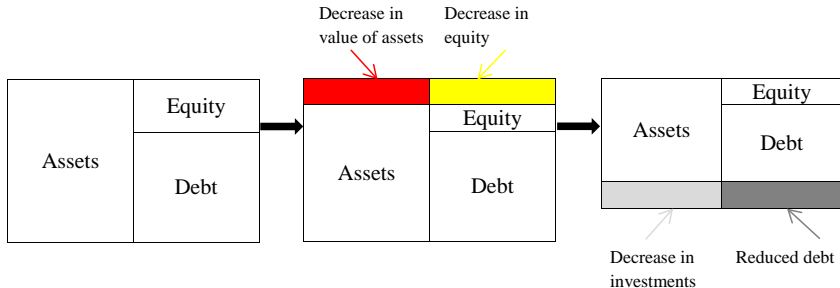 Decrease in
value of assets
Decrease in
equity
Equity
Assets
Debt
Equity
Assets
Debt
Equity
Assets
Debt
Decrease in
investments
Reduced debt